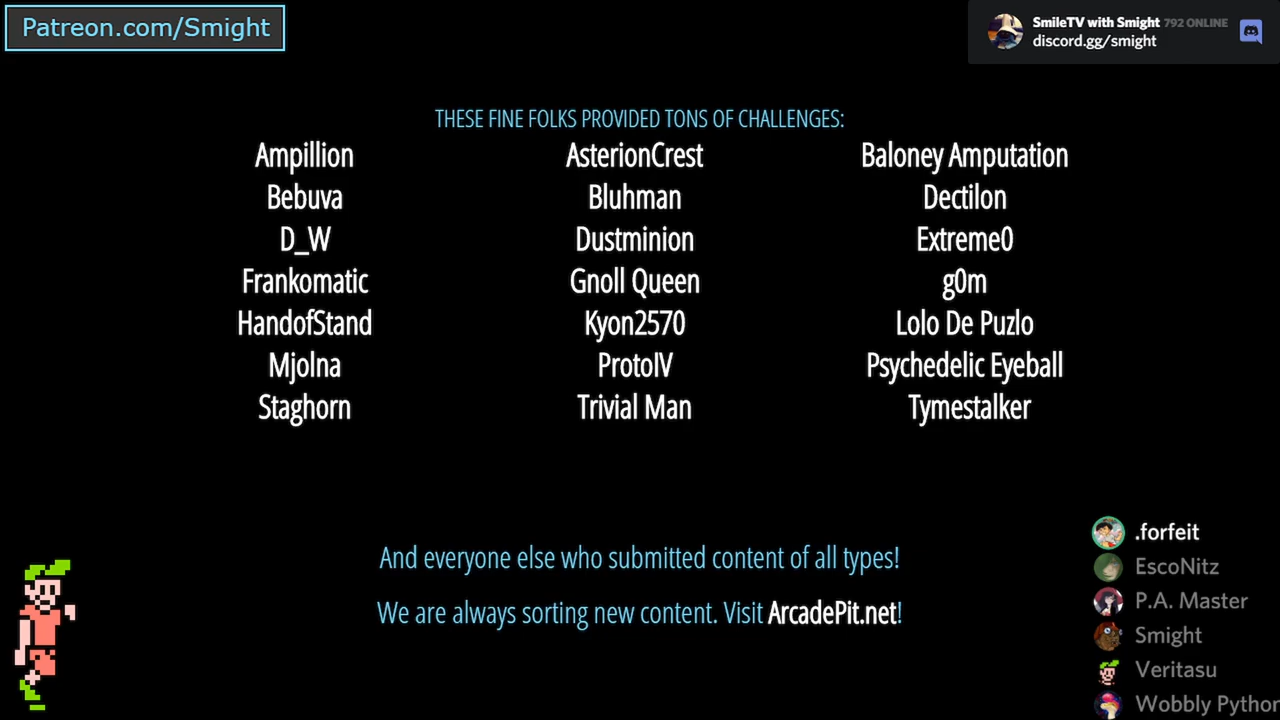 Patreon.com/Smight
SmileTV with Smight 792 ONLINE
discord.gg/smight
THESE FINE FOLKS PROVIDED TONS OF CHALLENGES:
Ampillion AsterionCrest Baloney Amputation
Bebuva Bluhman Dectilon
D_W Dustminion Extreme0
Frankomatic Gnoll Queen g0m
HandofStand Kyon2570 Lolo De Puzlo
Mjolna ProtoIV Psychedelic Eyeball
Staghorn Trivial Man Tymestalker
And everyone else who submitted content of all types!
We are always sorting new content. Visit ArcadePit.net!
.forfeit
EscoNitz
P.A. Master
Smight
Veritasu
Wobbly Python